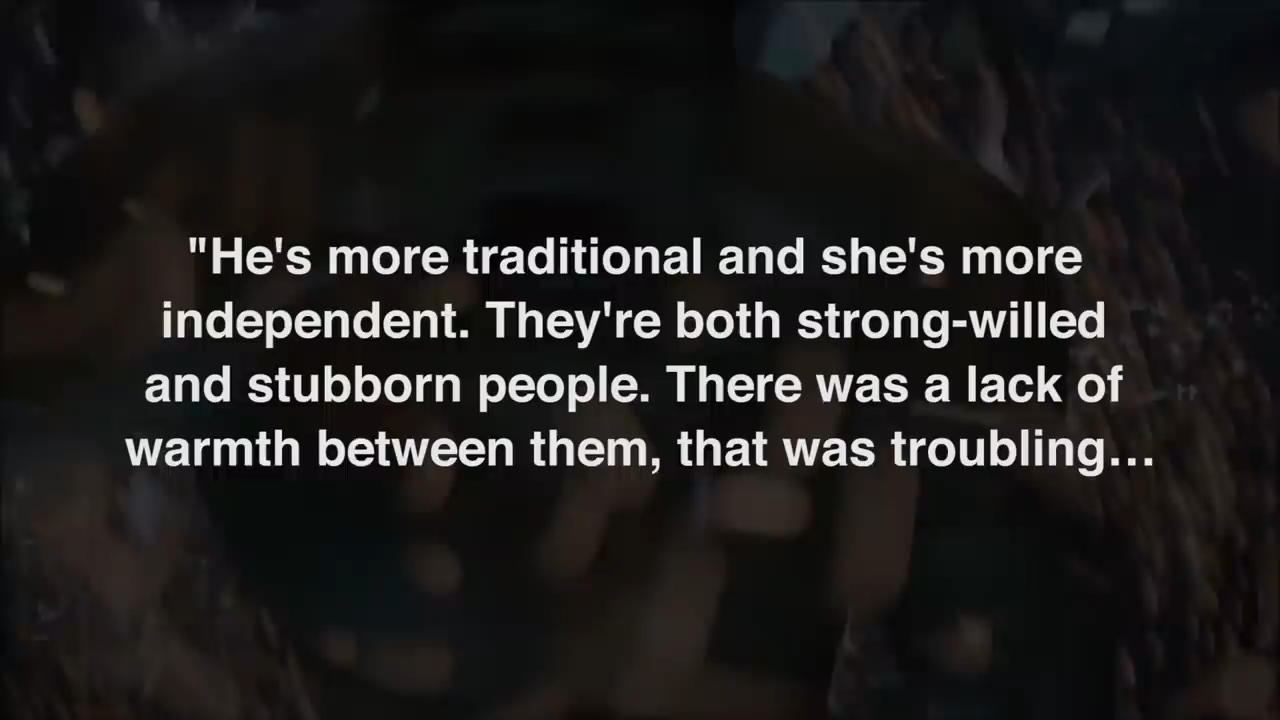 "He's more traditional and she's more
independent. They're both strong-willed
and stubborn people. There was a lack of
warmth between them, that was troubling…